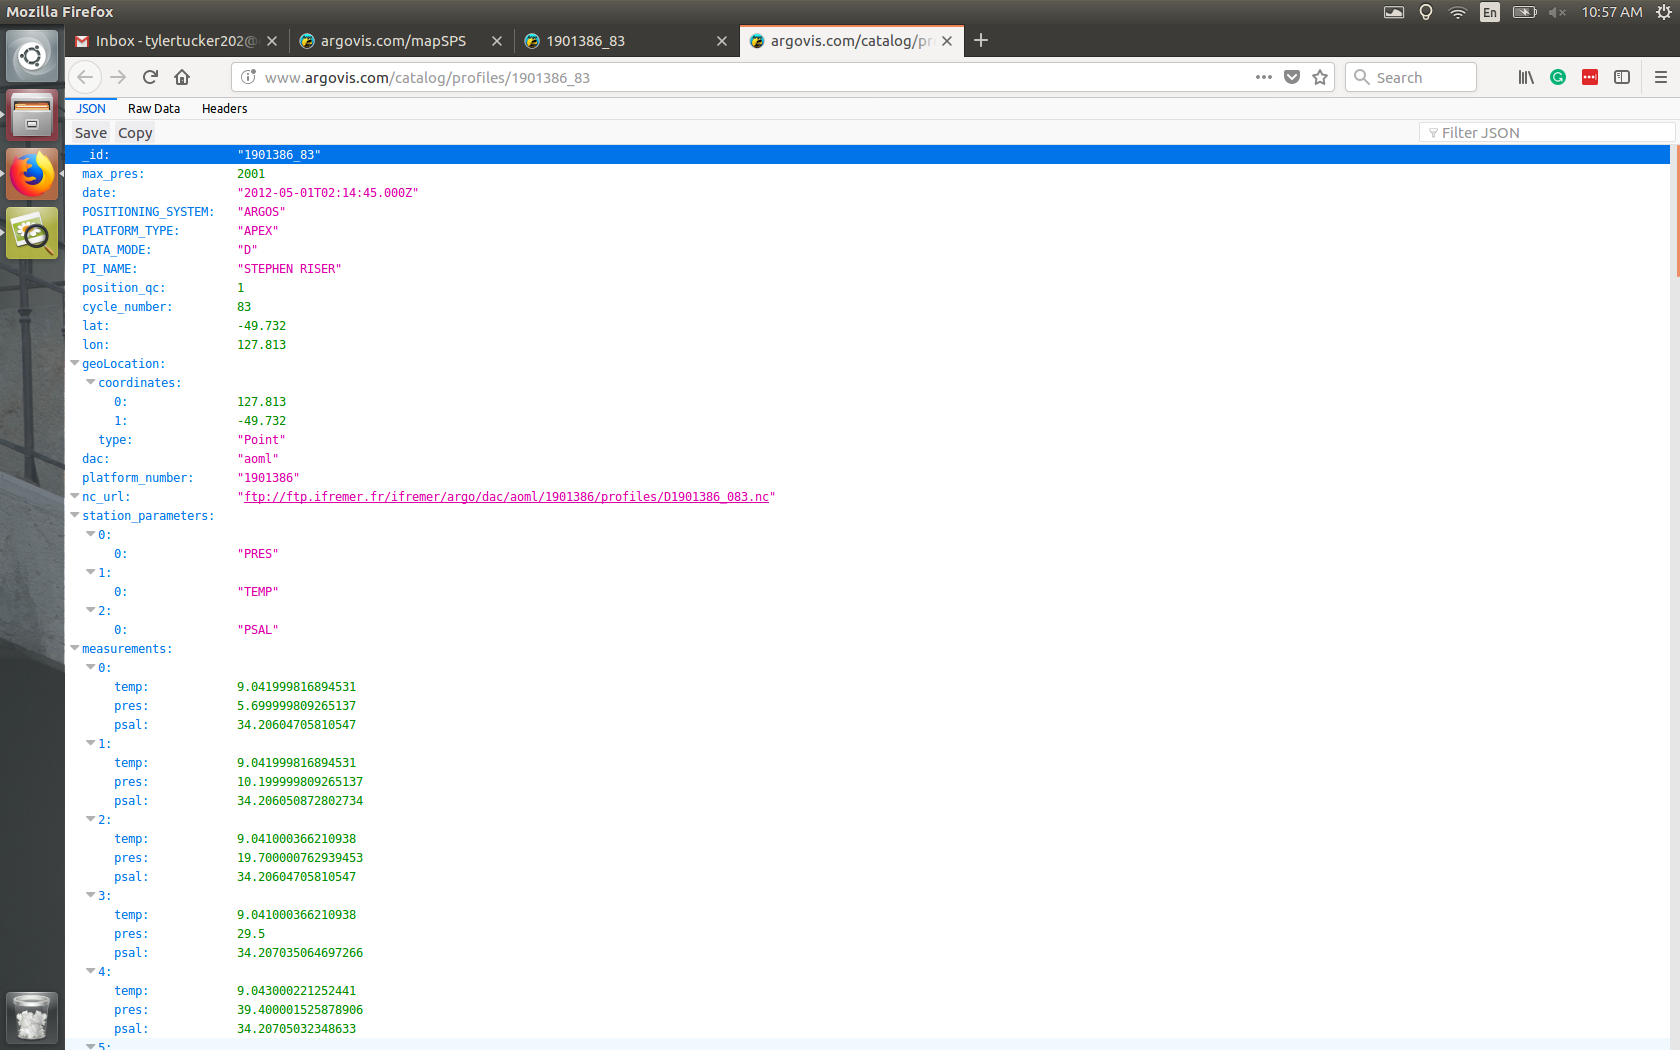 Mozilla Firefox
En
10:57 AM
Inbox - tylertucker202@
argovis.com/mapSPS
1901386_83
argovis.com/catalog/pr
www.argovis.com/catalog/profiles/1901386_83
Search
JSON Raw Data Headers
Save Copy
Filter JSON
_id: "1901386_83"
max_pres: 2001
date: "2012-05-01T02:14:45.000Z"
POSITIONING_SYSTEM: "ARGOS"
PLATFORM_TYPE: "APEX"
DATA_MODE: "D"
PI_NAME: "STEPHEN RISER"
position_qc: 1
cycle_number: 83
lat: -49.732
lon: 127.813
geoLocation:
coordinates:
0: 127.813
1: -49.732
type: "Point"
dac: "aoml"
platform_number: "1901386"
nc_url: "ftp://ftp.ifremer.fr/ifremer/argo/dac/aoml/1901386/profiles/D1901386_083.nc"
station_parameters:
0:
0: "PRES"
1:
0: "TEMP"
2:
0: "PSAL"
measurements:
0:
temp: 9.041999816894531
pres: 5.699999809265137
psal: 34.20604705810547
1:
temp: 9.041999816894531
pres: 10.199999809265137
psal: 34.206050872802734
2:
temp: 9.041000366210938
pres: 19.700000762939453
psal: 34.20604705810547
3:
temp: 9.041000366210938
pres: 29.5
psal: 34.207035064697266
4:
temp: 9.043000221252441
pres: 39.400001525878906
psal: 34.20705032348633
5: